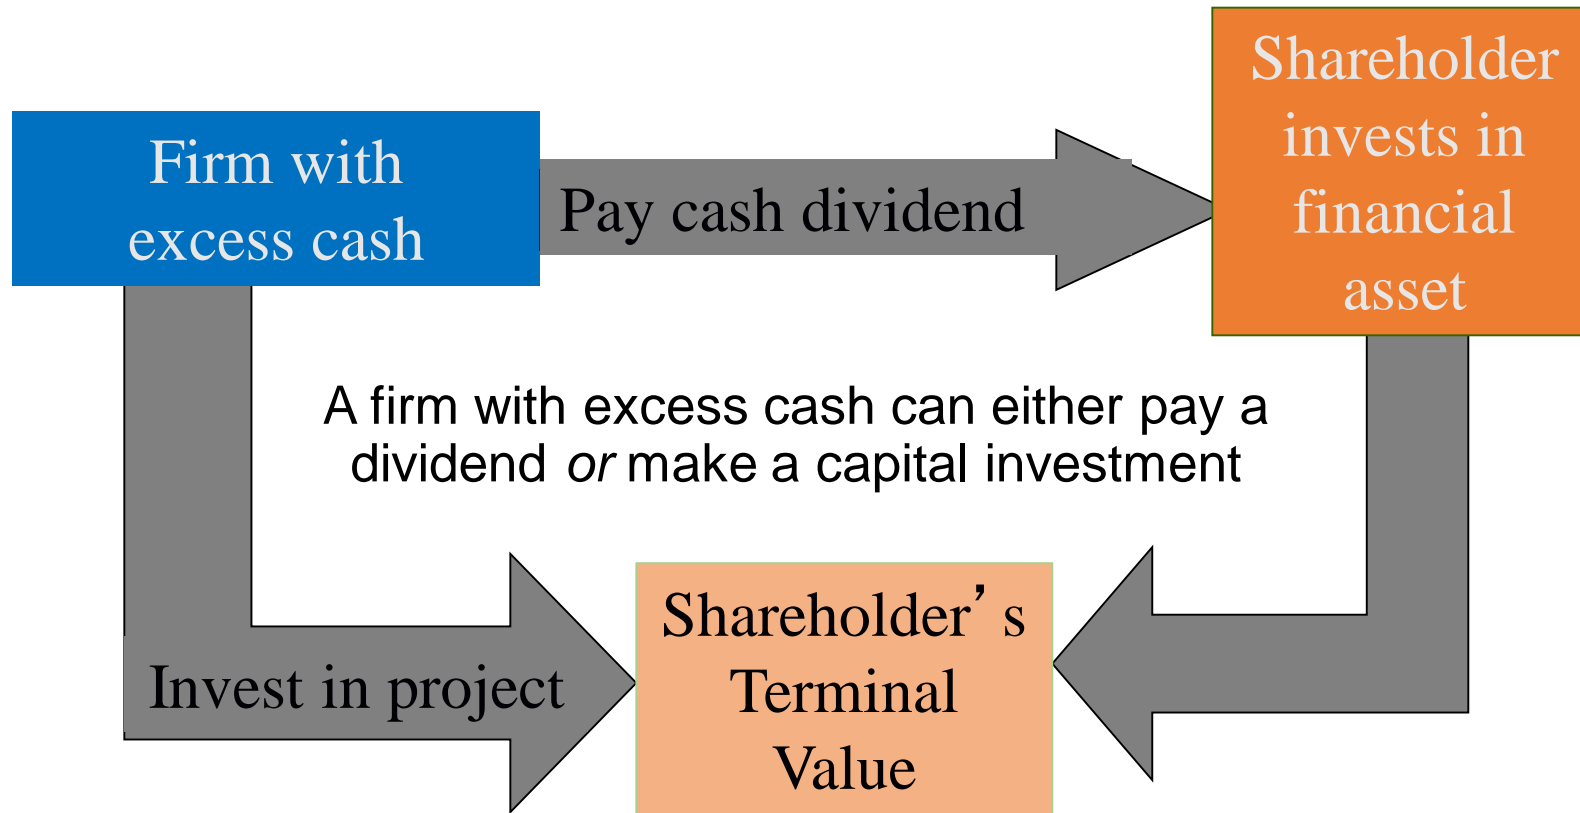 Firm with
excess cash
Pay cash dividend
Shareholder
invests in
financial
asset
A firm with excess cash can either pay a
dividend or make a capital investment
Invest in project
Shareholder’s
Terminal
Value